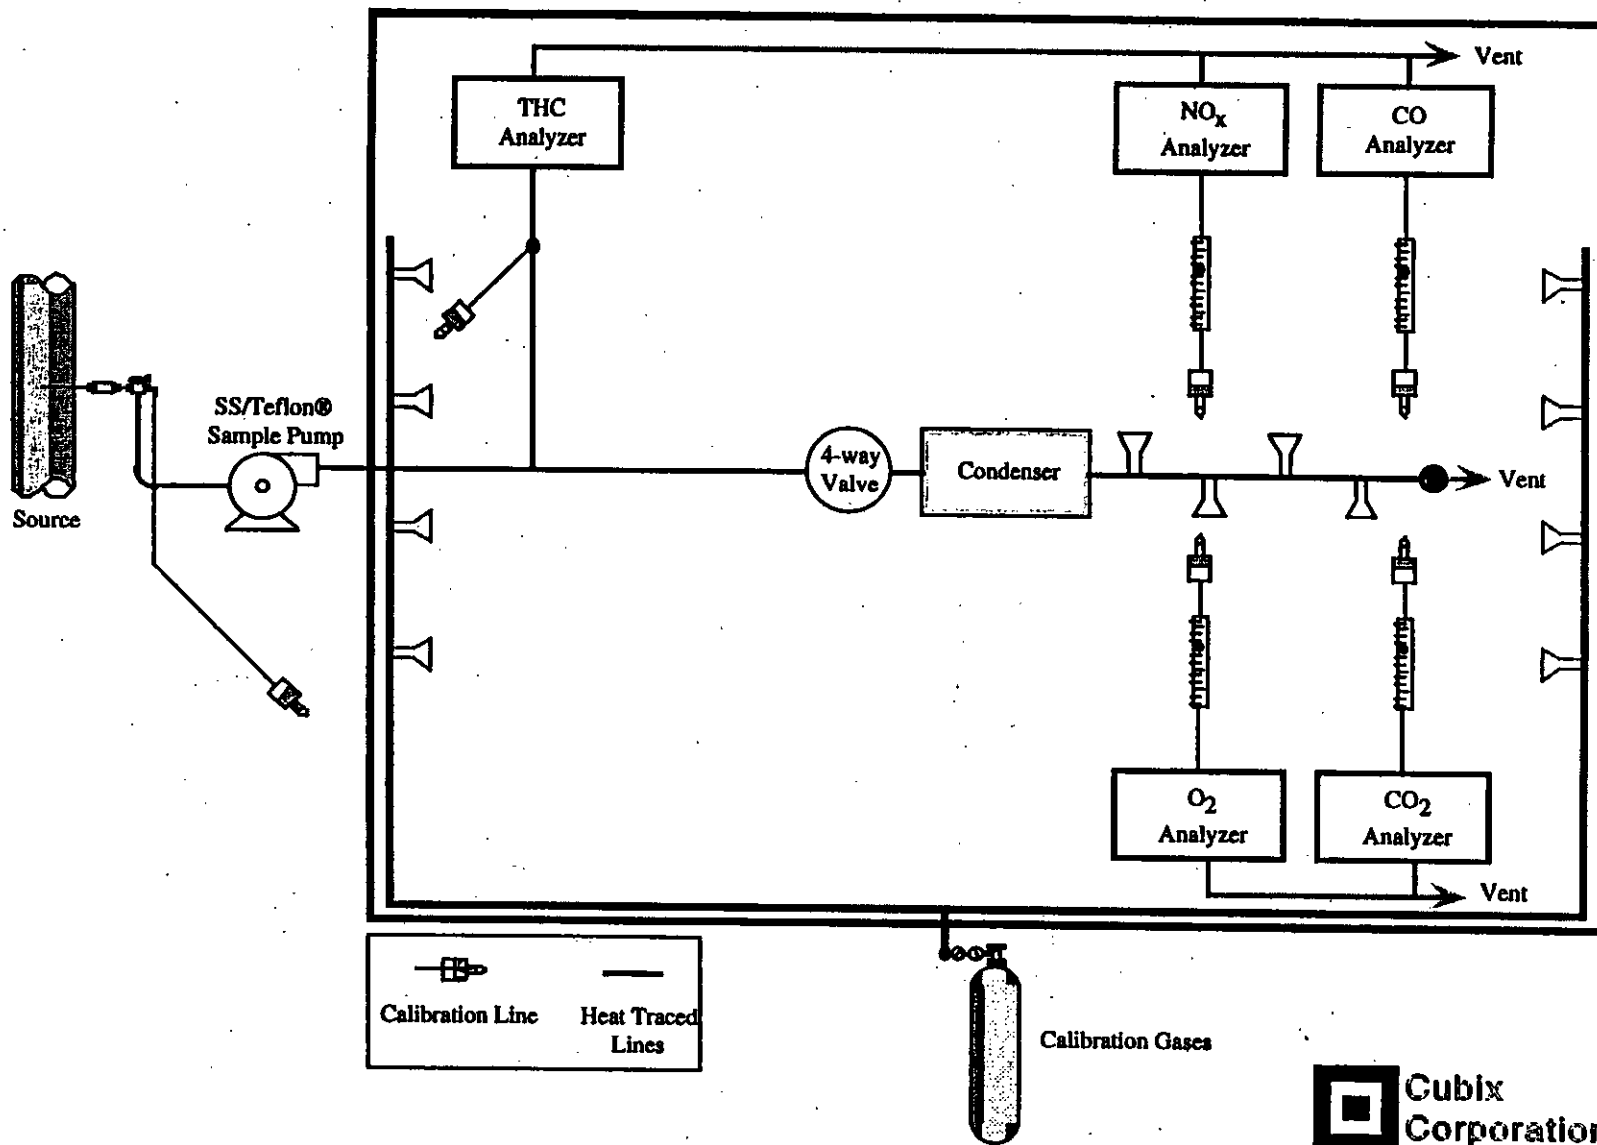 Vent
THC
Analyzer
NOx
Analyzer
CO
Analyzer
SS/Teflon®
Sample Pump
4-way
Valve
Condenser
Vent
Source
O2
Analyzer
CO2
Analyzer
Vent
Calibration Line
Heat Traced
Lines
Calibration Gases
Cubix
Corporation